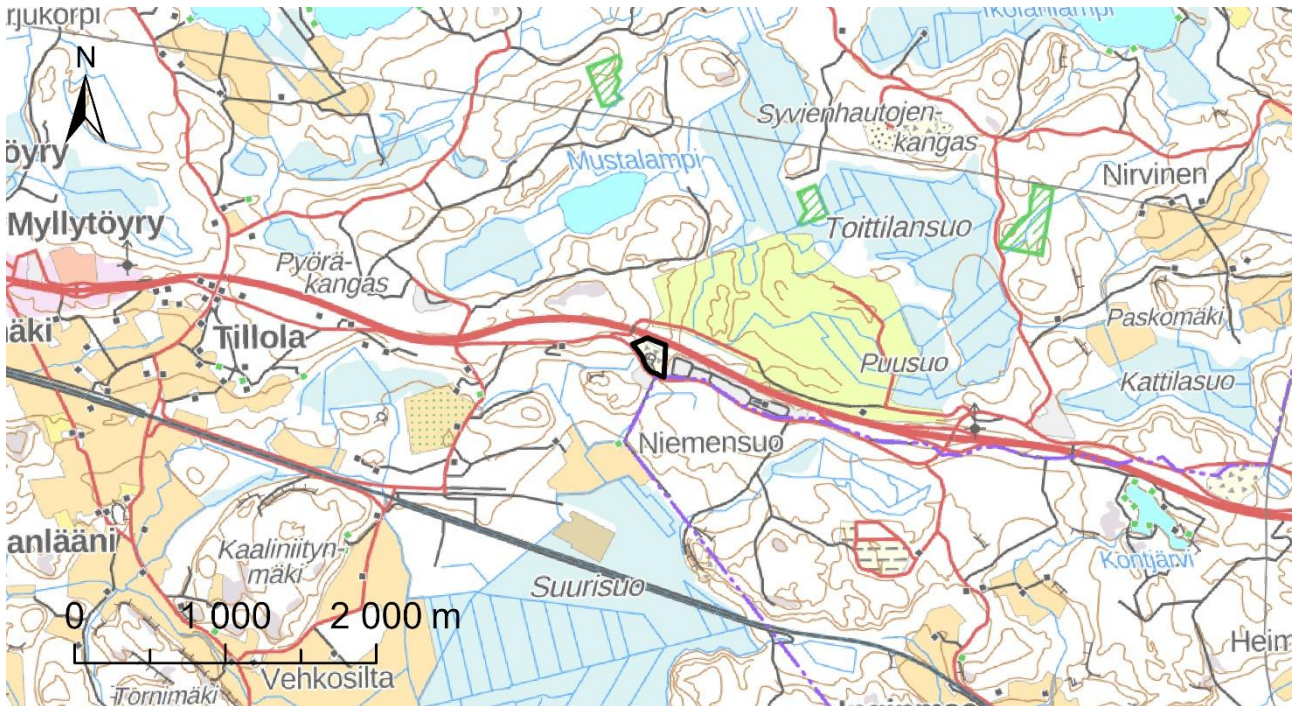 rjukorpi
Ikolanlampi
N
Syvienhautojen-
kangas
öyry
Mustalampi
Nirvinen
Myllytöyry
Toittilansuo
Pyörä-
kangas
Paskomäki
äki
Tillola
Puusuo
Kattilasuo
Niemensuo
anlääni
Kaaliniityn-
mäki
Kontjärvi
Suurisuo
0 1 000 2 000 m
Heim
Vehkosilta
Tornimäki